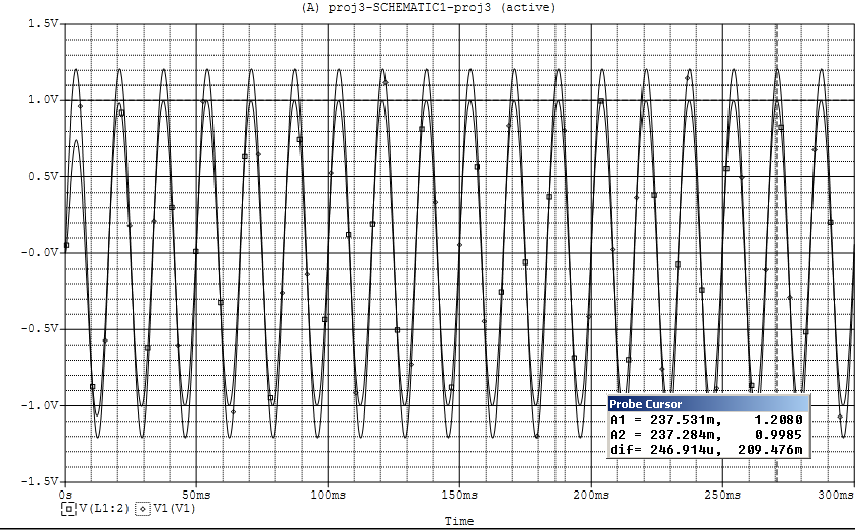 (A) proj3-SCHEMATIC1-proj3 (active)
1.5V
1.0V
0.5V
-0.0V
-0.5V
-1.0V
-1.5V
Probe Cursor
A1 = 237.531m, 1.2080
A2 = 237.284m, 0.9985
dif= 246.914u, 209.476m
0s 50ms 100ms 150ms 200ms 250ms 300ms
V(L1:2) V1(V1)
Time